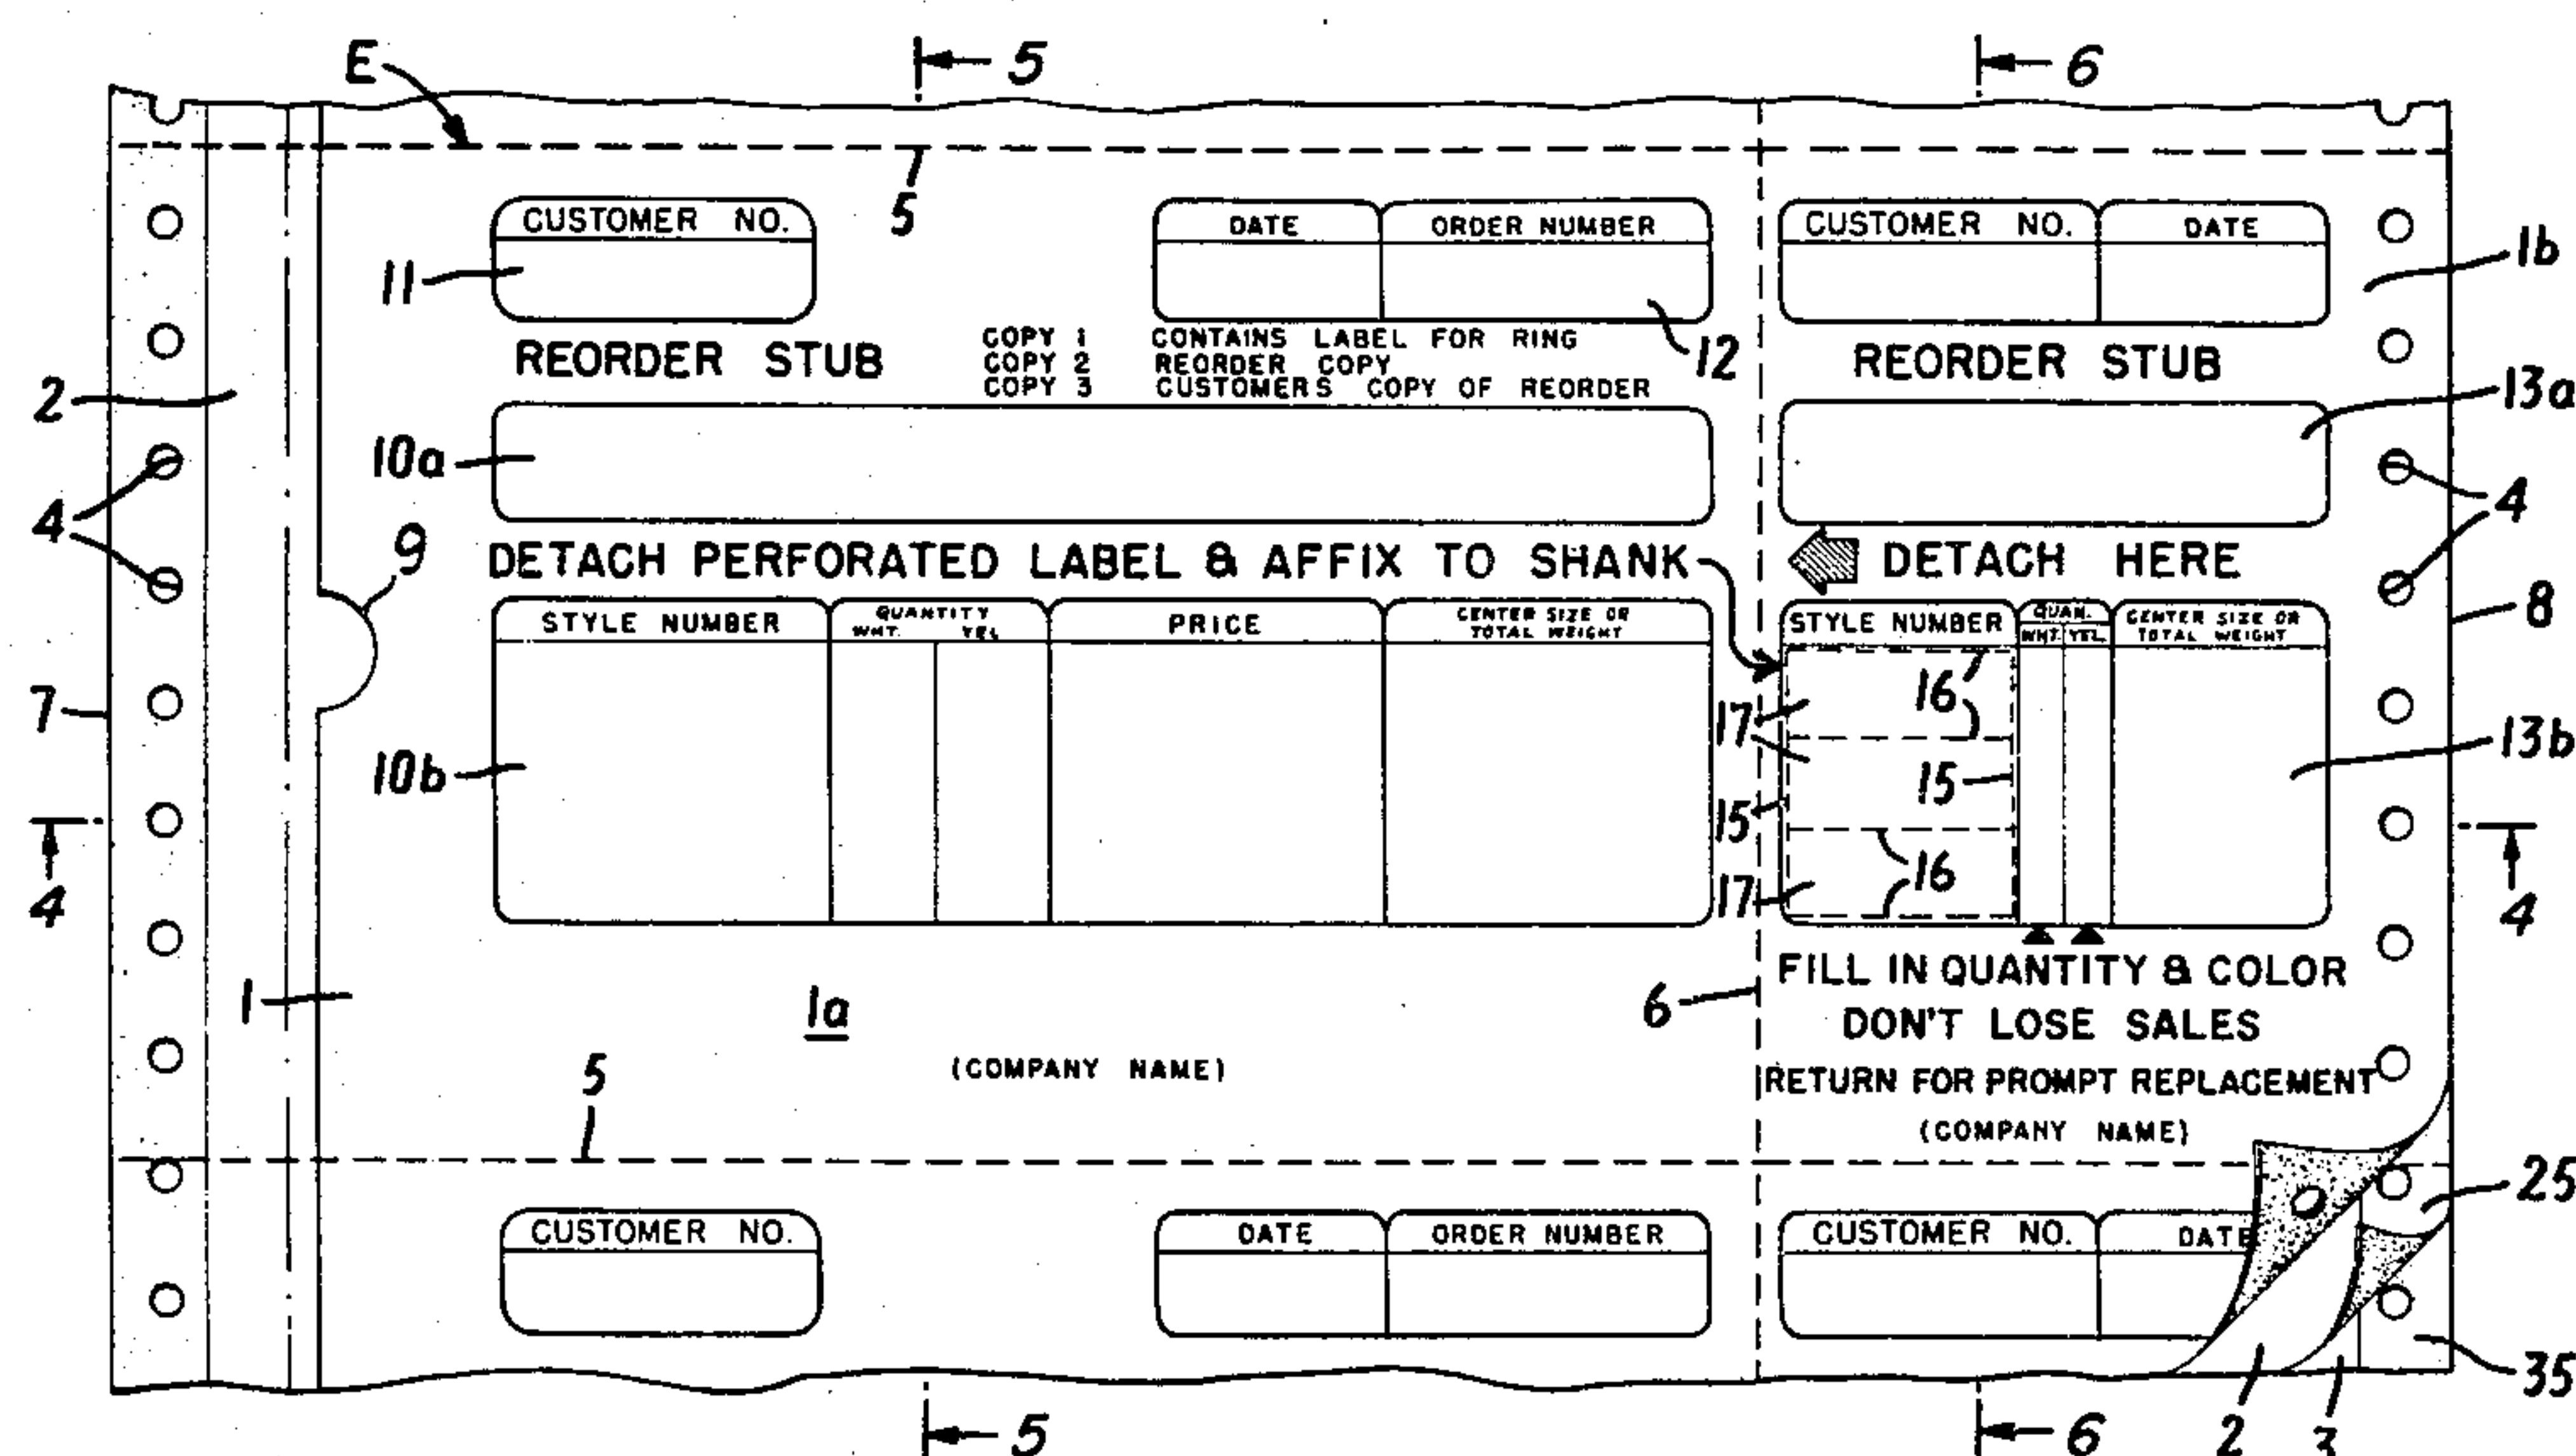 5 6
E
5
CUSTOMER NO. DATE ORDER NUMBER CUSTOMER NO. DATE
1b
11
12
REORDER STUB
COPY 1 CONTAINS LABEL FOR RING
COPY 2 REORDER COPY
COPY 3 CUSTOMERS COPY OF REORDER
REORDER STUB
2 13a
10a
4 4
9
DETACH PERFORATED LABEL & AFFIX TO SHANK DETACH HERE
8
STYLE NUMBER QUANTITY WHT. YEL. PRICE CENTER SIZE OR TOTAL WEIGHT
STYLE NUMBER QUAN. WHT. YEL. CENTER SIZE OR TOTAL WEIGHT
16
7 17 13b
10b 15 15
16
4 17 4
FILL IN QUANTITY & COLOR
1 1a 6
DON'T LOSE SALES
5 (COMPANY NAME) RETURN FOR PROMPT REPLACEMENT
(COMPANY NAME)
25
CUSTOMER NO. DATE ORDER NUMBER CUSTOMER NO. DATE
35
5 6 2 3